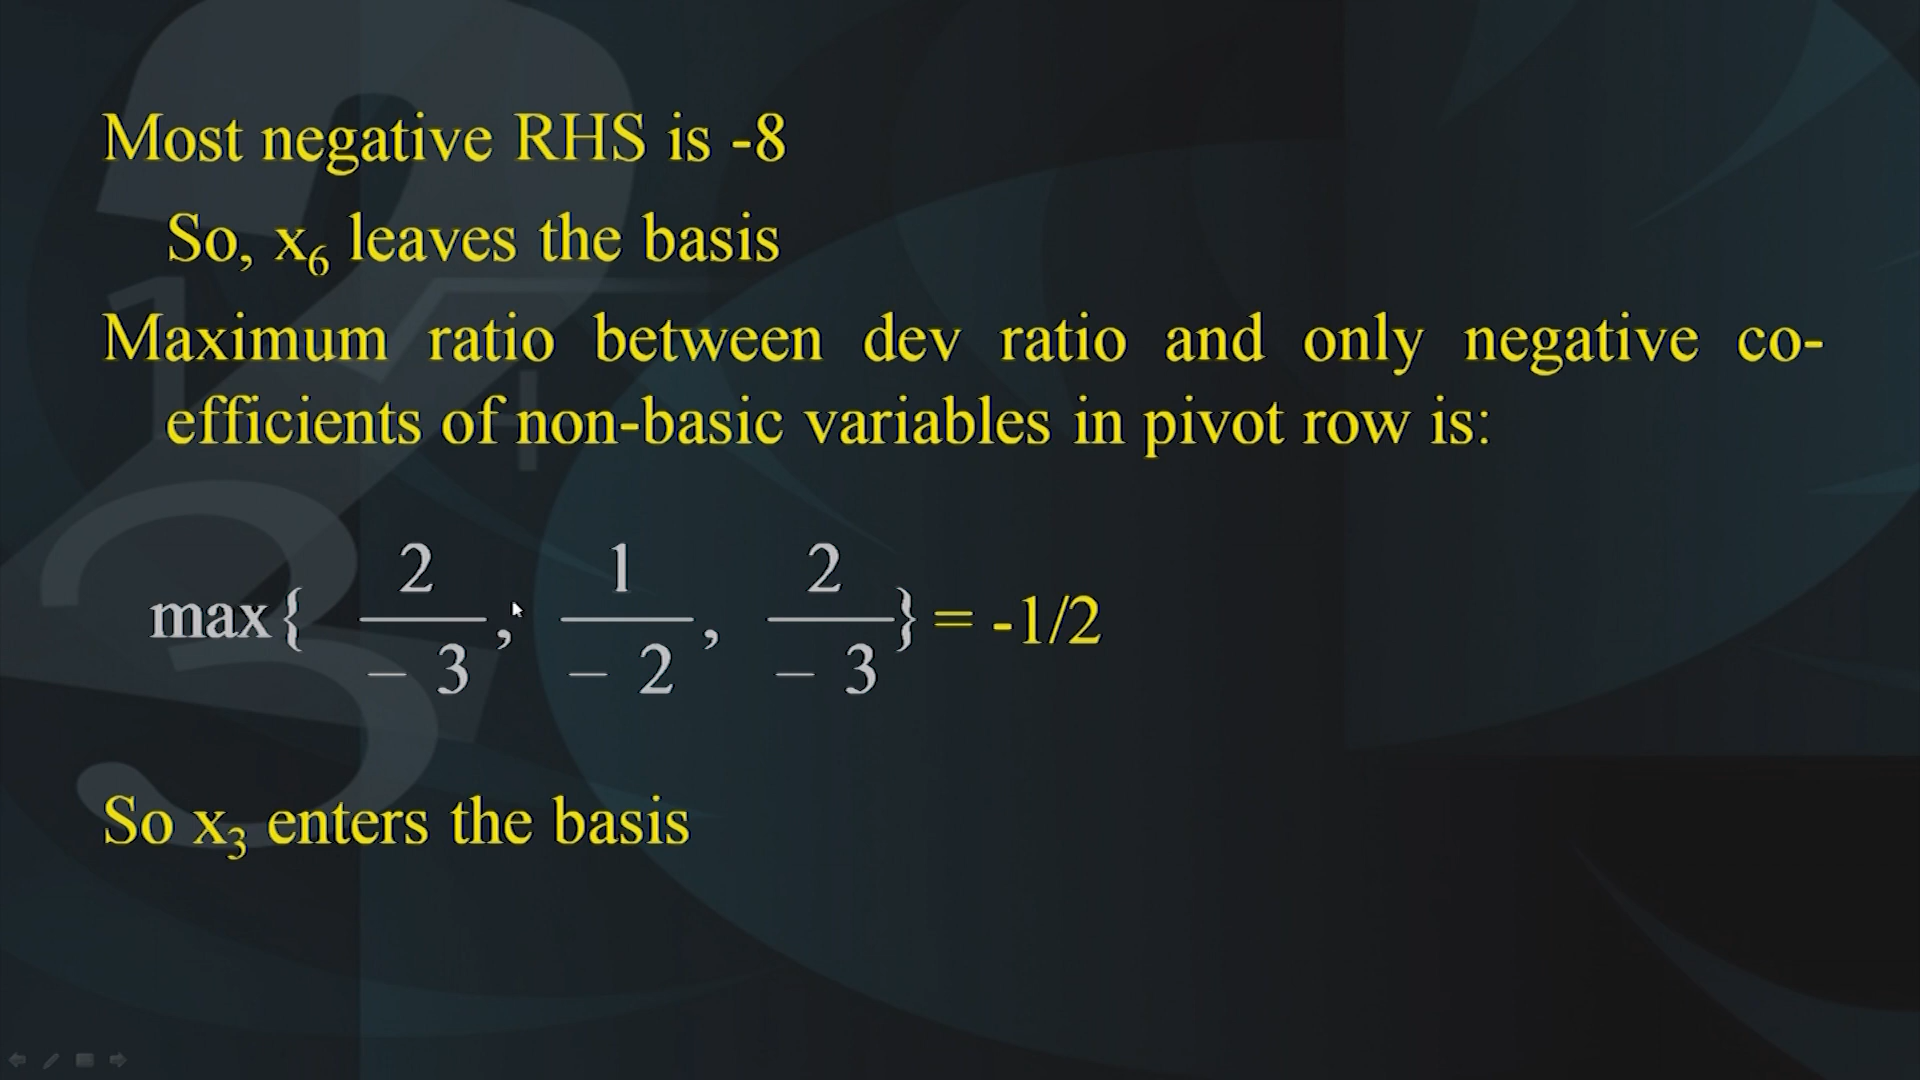 Most negative RHS is -8
So, x₆ leaves the basis
Maximum ratio between dev ratio and only negative co-
efficients of non-basic variables in pivot row is:
max{ 2/– 3, 1/– 2, 2/– 3} = -1/2
So x₃ enters the basis